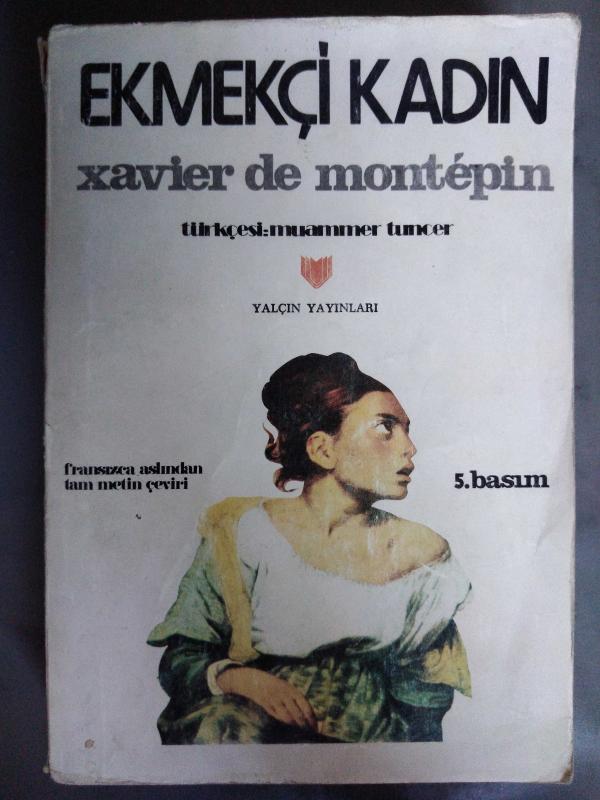 EKMEKÇİ KADIN
xavier de montépin
türkçesi:muammer tuncer
YALÇIN YAYINLARI
fransızca aslından
tam metin çeviri
5.basım